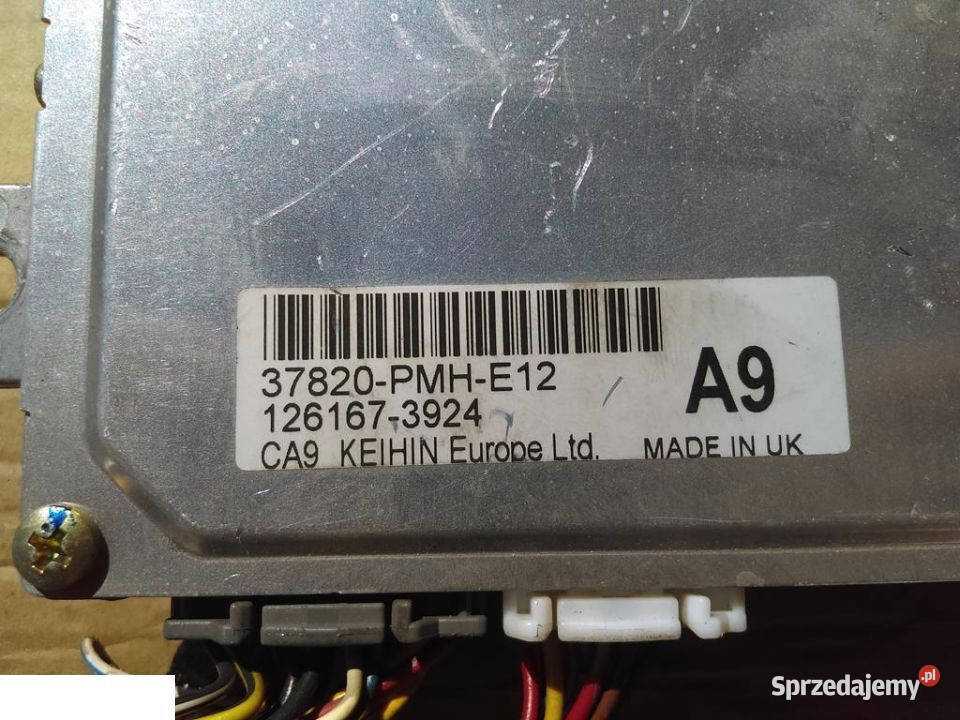 37820-PMH-E12
126167-3924
CA9 KEIHIN Europe Ltd. MADE IN UK
A9
Sprzedajemy.pl